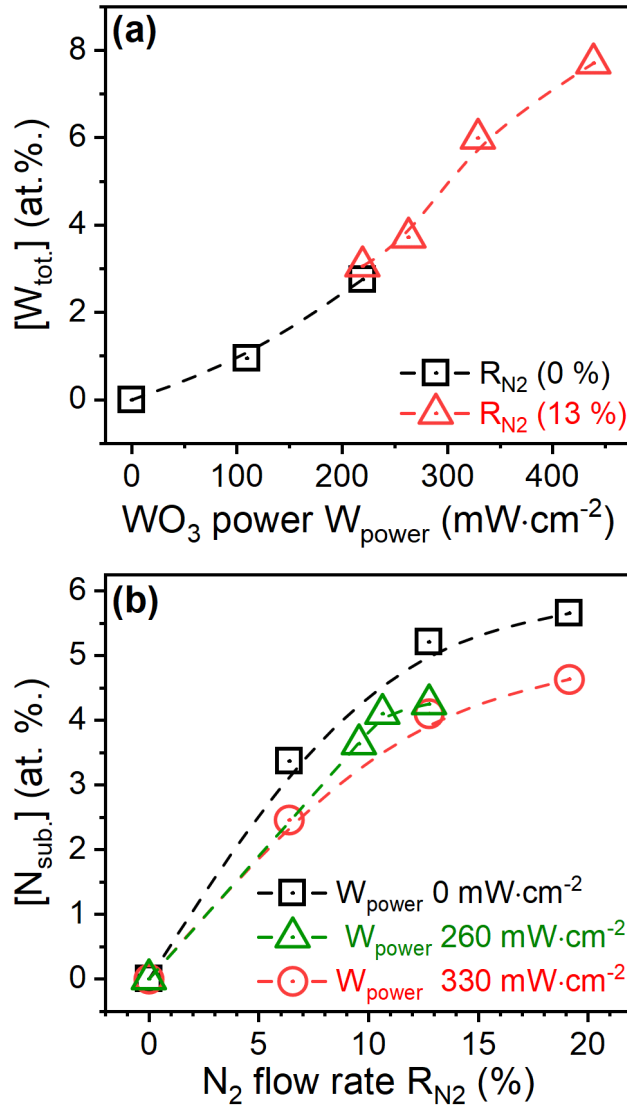 (a)
8
6
4
2
0
[W_tot.] (at.%.)
R_N2 (0 %)
R_N2 (13 %)
0 100 200 300 400
WO₃ power W_power (mW·cm⁻²)
(b)
6
5
4
3
2
1
0
[N_sub.] (at. %.)
W_power 0 mW·cm⁻²
W_power 260 mW·cm⁻²
W_power 330 mW·cm⁻²
0 5 10 15 20
N₂ flow rate R_N2 (%)